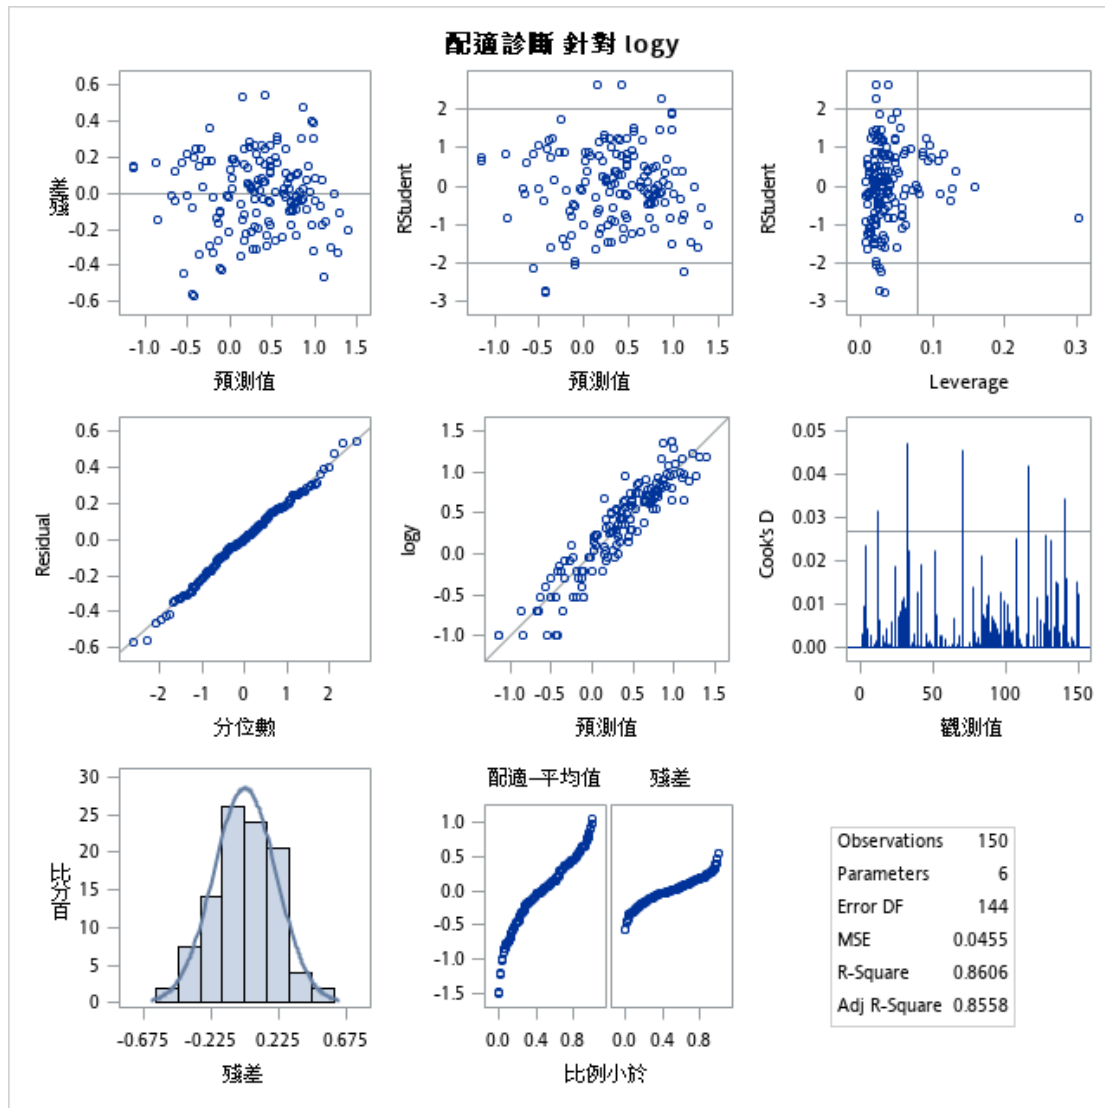 配適診斷 針對 logy
殘差
0.6
0.4
0.2
0.0
-0.2
-0.4
-0.6
-1.0 -0.5 0.0 0.5 1.0 1.5
預測值
RStudent
2
1
0
-1
-2
-3
-1.0 -0.5 0.0 0.5 1.0 1.5
預測值
RStudent
2
1
0
-1
-2
-3
0.0 0.1 0.2 0.3
Leverage
Residual
0.6
0.4
0.2
0.0
-0.2
-0.4
-0.6
-2 -1 0 1 2
分位數
logy
1.5
1.0
0.5
0.0
-0.5
-1.0
-1.0 -0.5 0.0 0.5 1.0 1.5
預測值
Cook's D
0.05
0.04
0.03
0.02
0.01
0.00
0 50 100 150
觀測值
百分比
30
25
20
15
10
5
0
-0.675 -0.225 0.225 0.675
殘差
配適–平均值 殘差
1.0
0.5
0.0
-0.5
-1.0
-1.5
0.0 0.4 0.8 0.0 0.4 0.8
比例小於
Observations 150
Parameters 6
Error DF 144
MSE 0.0455
R-Square 0.8606
Adj R-Square 0.8558